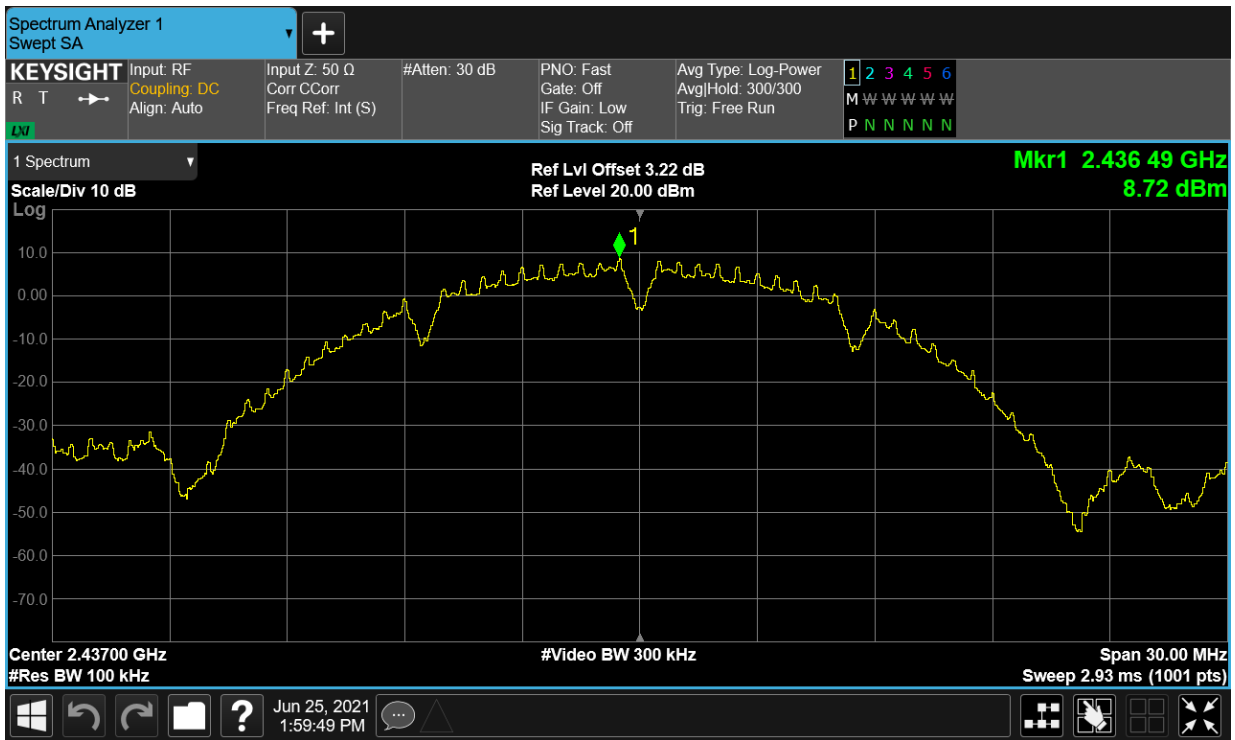 Spectrum Analyzer 1
Swept SA
KEYSIGHT
R T
LXI
Input: RF
Coupling: DC
Align: Auto
Input Z: 50 Ω
Corr CCorr
Freq Ref: Int (S)
#Atten: 30 dB
PNO: Fast
Gate: Off
IF Gain: Low
Sig Track: Off
Avg Type: Log-Power
Avg|Hold: 300/300
Trig: Free Run
1 2 3 4 5 6
M W W W W W
P N N N N N
1 Spectrum
Scale/Div 10 dB
Log
Ref Lvl Offset 3.22 dB
Ref Level 20.00 dBm
Mkr1 2.436 49 GHz
8.72 dBm
1
10.0
0.00
-10.0
-20.0
-30.0
-40.0
-50.0
-60.0
-70.0
Center 2.43700 GHz
#Res BW 100 kHz
#Video BW 300 kHz
Span 30.00 MHz
Sweep 2.93 ms (1001 pts)
?
Jun 25, 2021
1:59:49 PM